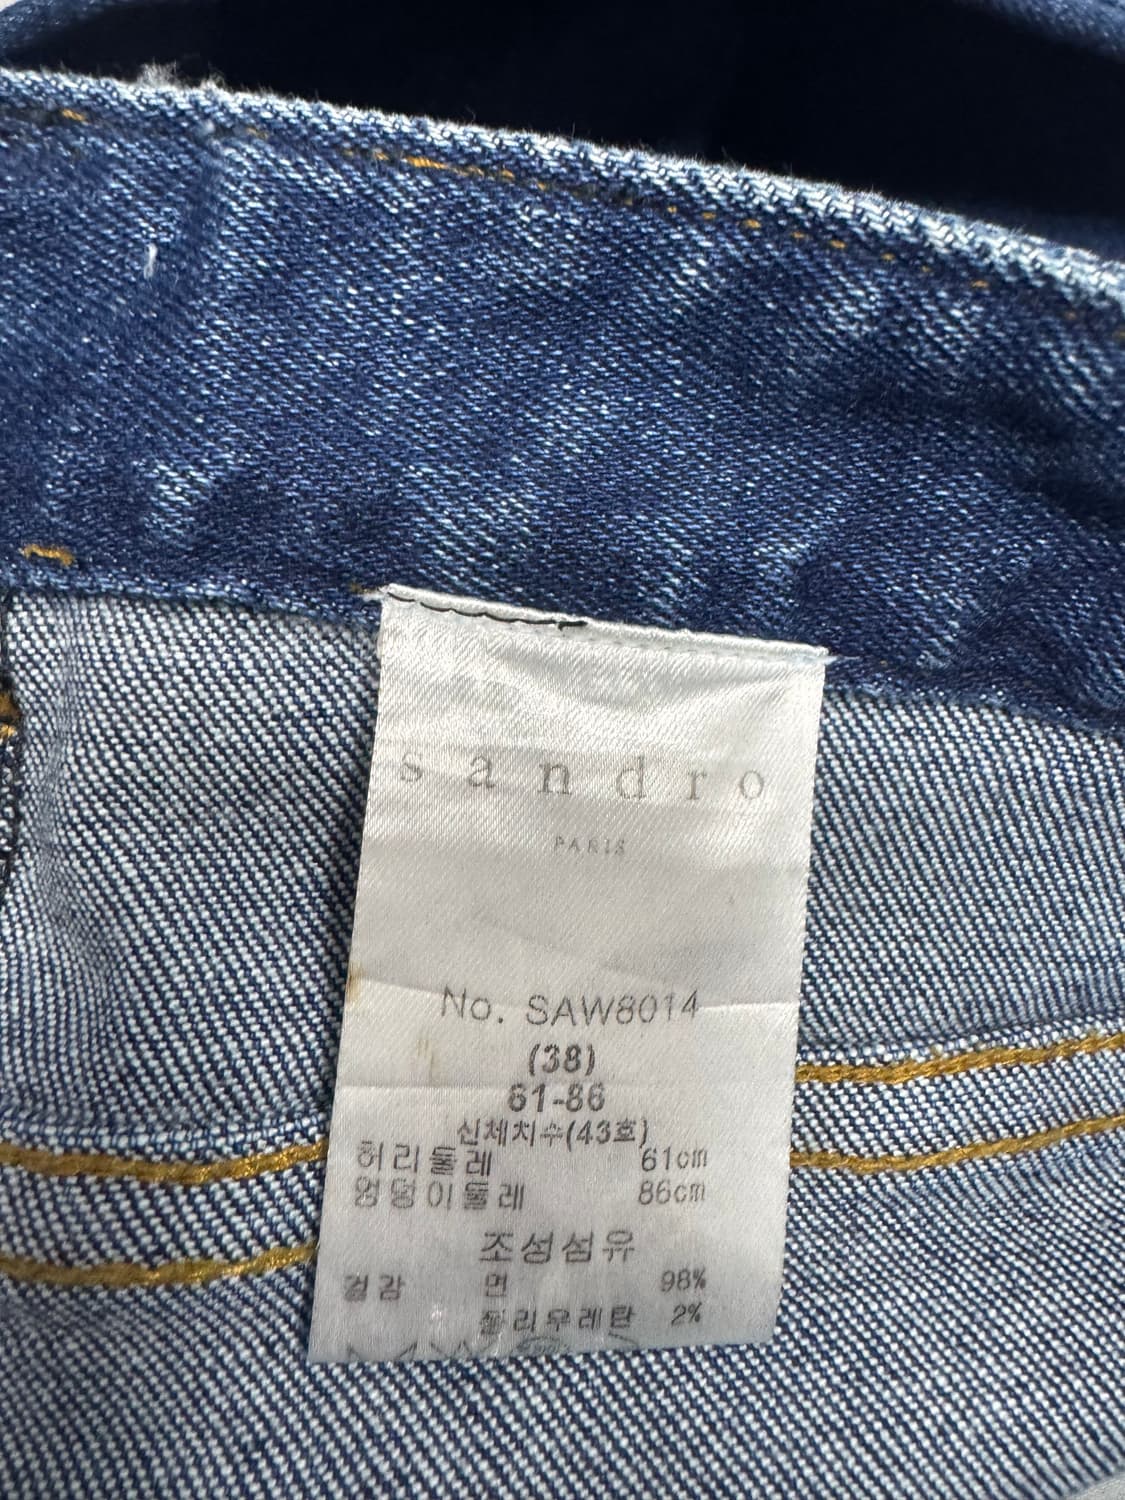 sandro
PARIS
No. SAW8014
(38)
61-86
신체치수(43호)
허리둘레 61cm
엉덩이둘레 86cm
조성섬유
겉감 면 98%
폴리우레탄 2%